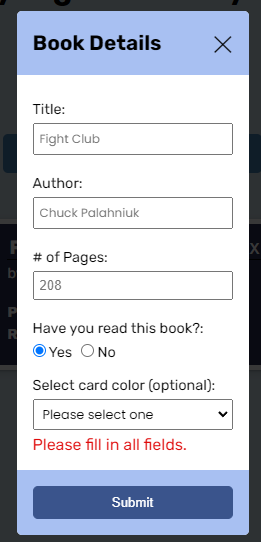 Book Details
Title:
Fight Club
Author:
Chuck Palahniuk
# of Pages:
208
Have you read this book?:
Yes No
Select card color (optional):
Please select one
Please fill in all fields.
Submit